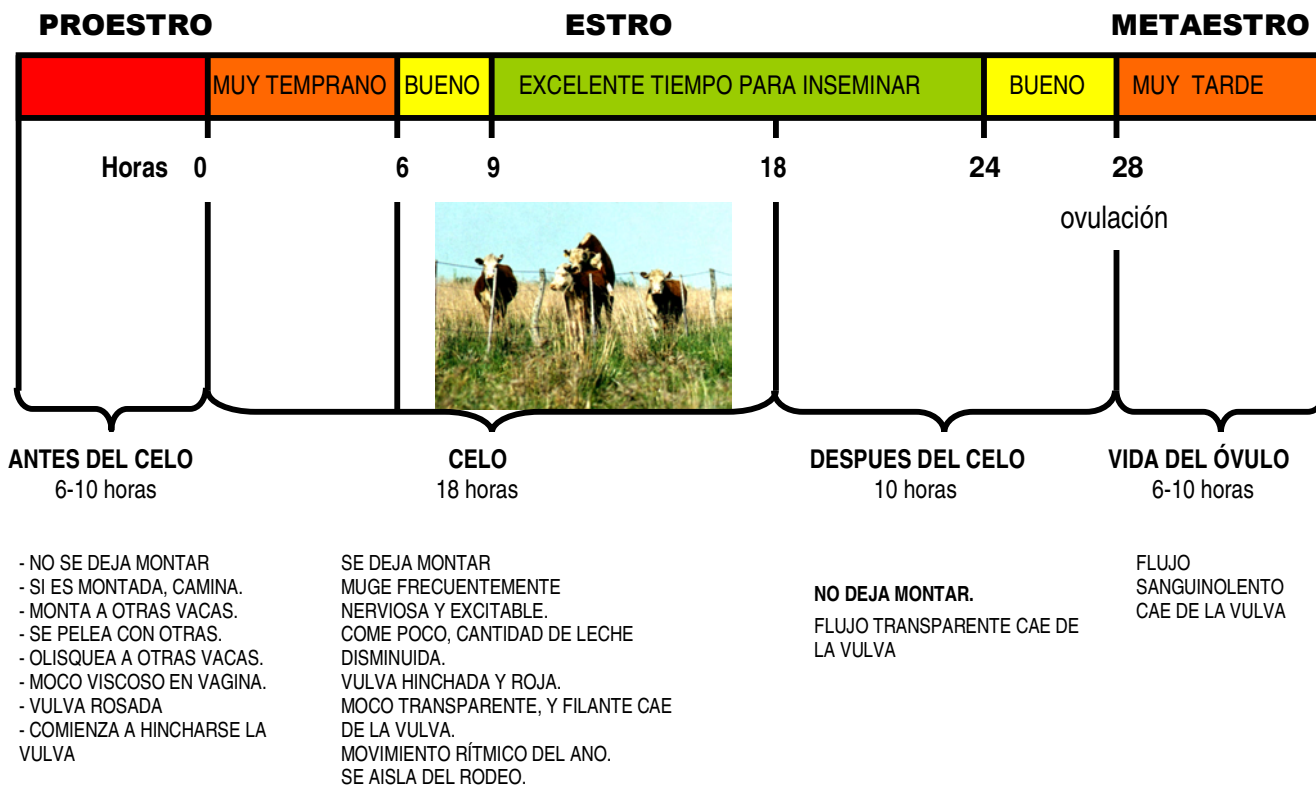 PROESTRO ESTRO METAESTRO
MUY TEMPRANO BUENO EXCELENTE TIEMPO PARA INSEMINAR BUENO MUY TARDE
Horas 0 6 9 18 24 28
ovulación
ANTES DEL CELO
6-10 horas
CELO
18 horas
DESPUES DEL CELO
10 horas
VIDA DEL ÓVULO
6-10 horas
- NO SE DEJA MONTAR
- SI ES MONTADA, CAMINA.
- MONTA A OTRAS VACAS.
- SE PELEA CON OTRAS.
- OLISQUEA A OTRAS VACAS.
- MOCO VISCOSO EN VAGINA.
- VULVA ROSADA
- COMIENZA A HINCHARSE LA
VULVA
SE DEJA MONTAR
MUGE FRECUENTEMENTE
NERVIOSA Y EXCITABLE.
COME POCO, CANTIDAD DE LECHE
DISMINUIDA.
VULVA HINCHADA Y ROJA.
MOCO TRANSPARENTE, Y FILANTE CAE
DE LA VULVA.
MOVIMIENTO RÍTMICO DEL ANO.
SE AISLA DEL RODEO.
NO DEJA MONTAR.
FLUJO TRANSPARENTE CAE DE
LA VULVA
FLUJO
SANGUINOLENTO
CAE DE LA VULVA